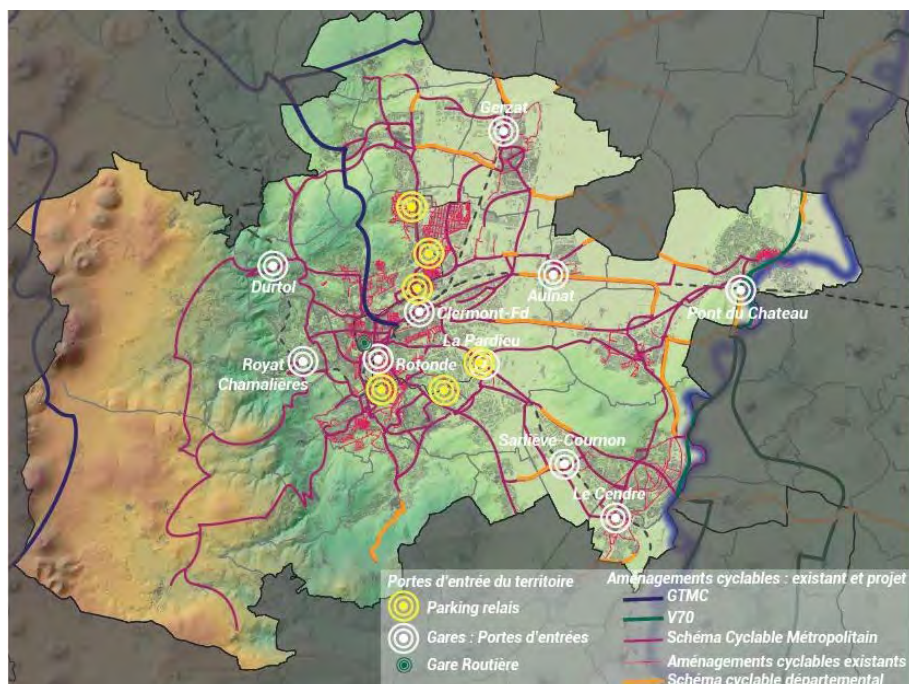 Gerzat
Durtol
Aulnat
Pont du Chateau
Clermont-Fd
La Pardieu
Royat
Chamalières
Rotonde
Sarliève-Cournon
Le Cendre
Portes d'entrée du territoire
Parking relais
Gares : Portes d'entrées
Gare Routière
Aménagements cyclables : existant et projet
GTMC
V70
Schéma Cyclable Métropolitain
Aménagements cyclables existants
Schéma cyclable départemental